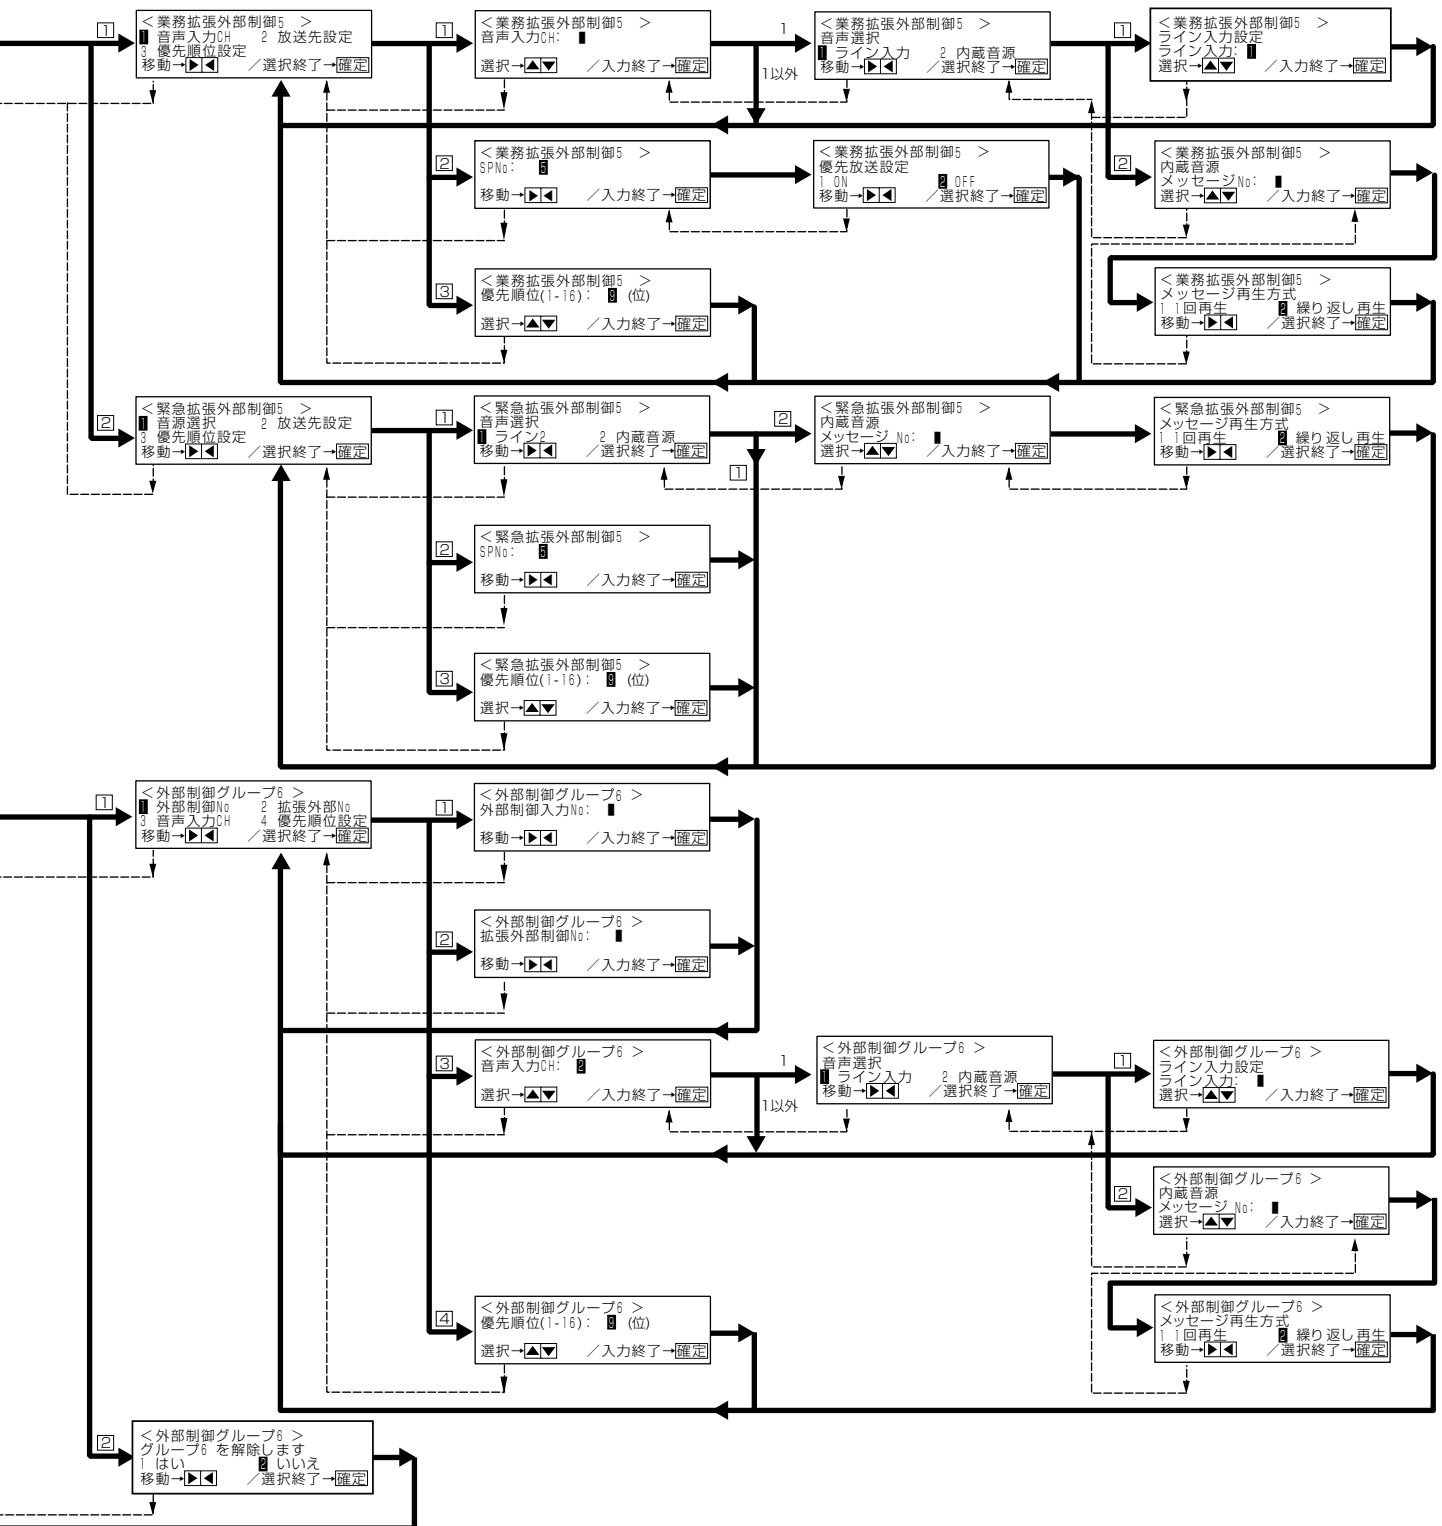 1
<業務拡張外部制御5 >
1 音声入力CH 2 放送先設定
3 優先順位設定
移動→▶◀ /選択終了→確定
1
<業務拡張外部制御5 >
音声入力CH: ▮
選択→▲▼ /入力終了→確定
1
1以外
<業務拡張外部制御5 >
音声選択
1 ライン入力 2 内蔵音源
移動→▶◀ /選択終了→確定
1
<業務拡張外部制御5 >
ライン入力設定
ライン入力: 1
選択→▲▼ /入力終了→確定
2
<業務拡張外部制御5 >
SPNo: 5
移動→▶◀ /入力終了→確定
<業務拡張外部制御5 >
優先放送設定
1 ON 2 OFF
移動→▶◀ /選択終了→確定
2
<業務拡張外部制御5 >
内蔵音源
メッセージNo: ▮
選択→▲▼ /入力終了→確定
3
<業務拡張外部制御5 >
優先順位(1-16): 9 (位)
選択→▲▼ /入力終了→確定
<業務拡張外部制御5 >
メッセージ再生方式
1 1回再生 2 繰り返し再生
移動→▶◀ /選択終了→確定
2
<緊急拡張外部制御5 >
1 音源選択 2 放送先設定
3 優先順位設定
移動→▶◀ /選択終了→確定
1
<緊急拡張外部制御5 >
音声選択
1 ライン2 2 内蔵音源
移動→▶◀ /選択終了→確定
2
1
<緊急拡張外部制御5 >
内蔵音源
メッセージ No: ▮
選択→▲▼ /入力終了→確定
<緊急拡張外部制御5 >
メッセージ再生方式
1 1回再生 2 繰り返し再生
移動→▶◀ /選択終了→確定
2
<緊急拡張外部制御5 >
SPNo: 5
移動→▶◀ /入力終了→確定
3
<緊急拡張外部制御5 >
優先順位(1-16): 9 (位)
選択→▲▼ /入力終了→確定
1
<外部制御グループ6 >
1 外部制御No 2 拡張外部No
3 音声入力CH 4 優先順位設定
移動→▶◀ /選択終了→確定
1
<外部制御グループ6 >
外部制御入力No: ▮
移動→▶◀ /入力終了→確定
2
<外部制御グループ6 >
拡張外部制御No: ▮
移動→▶◀ /入力終了→確定
3
<外部制御グループ6 >
音声入力CH: 2
選択→▲▼ /入力終了→確定
1
1以外
<外部制御グループ6 >
音声選択
1 ライン入力 2 内蔵音源
移動→▶◀ /選択終了→確定
1
<外部制御グループ6 >
ライン入力設定
ライン入力: ▮
選択→▲▼ /入力終了→確定
2
<外部制御グループ6 >
内蔵音源
メッセージ No: ▮
選択→▲▼ /入力終了→確定
4
<外部制御グループ6 >
優先順位(1-16): 9 (位)
選択→▲▼ /入力終了→確定
<外部制御グループ6 >
メッセージ再生方式
1 1回再生 2 繰り返し再生
移動→▶◀ /選択終了→確定
2
<外部制御グループ6 >
グループ6 を解除します
1 はい 2 いいえ
移動→▶◀ /選択終了→確定